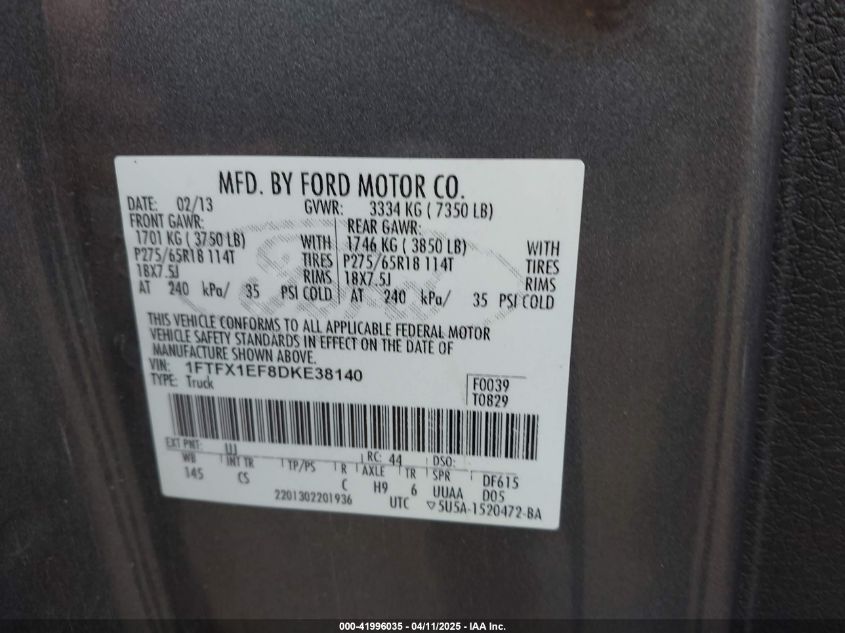 MFD. BY FORD MOTOR CO.
DATE: 02/13 GVWR: 3334 KG ( 7350 LB)
FRONT GAWR: REAR GAWR:
1701 KG ( 3750 LB) WITH 1746 KG ( 3850 LB) WITH
P275/65R18 114T TIRES P275/65R18 114T TIRES
18X7.5J RIMS 18X7.5J RIMS
AT 240 kPa/ 35 PSI COLD AT 240 kPa/ 35 PSI COLD
THIS VEHICLE CONFORMS TO ALL APPLICABLE FEDERAL MOTOR
VEHICLE SAFETY STANDARDS IN EFFECT ON THE DATE OF
MANUFACTURE SHOWN ABOVE.
VIN: 1FTFX1EF8DKE38140 F0039
TYPE: Truck T0829
EXT PNT: UJ RC: 44 DSO:
WB INT TR TP/PS R AXLE TR SPR DF615
145 CS C H9 6 UUAA D05
2201302201936 UTC ▽5U5A-1520472-BA
000-41996035 - 04/11/2025 - IAA Inc.